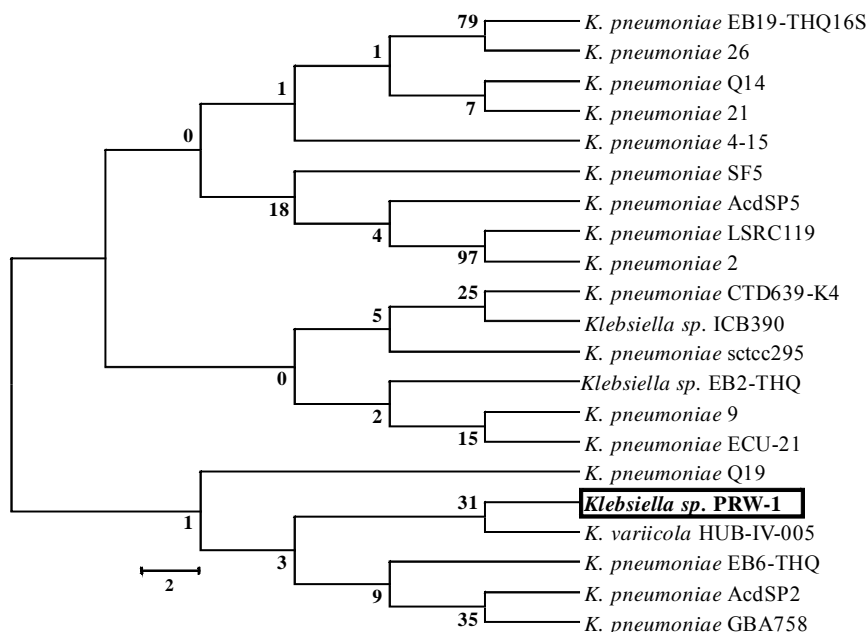 79
K. pneumoniae EB19-THQ16S
K. pneumoniae 26
1
K. pneumoniae Q14
1
7
K. pneumoniae 21
0
K. pneumoniae 4-15
K. pneumoniae SF5
18
K. pneumoniae AcdSP5
4
K. pneumoniae LSRC119
97
K. pneumoniae 2
25
K. pneumoniae CTD639-K4
5
Klebsiella sp. ICB390
K. pneumoniae sctcc295
0
Klebsiella sp. EB2-THQ
2
K. pneumoniae 9
15
K. pneumoniae ECU-21
K. pneumoniae Q19
31
Klebsiella sp. PRW-1
1
K. variicola HUB-IV-005
3
K. pneumoniae EB6-THQ
2
9
K. pneumoniae AcdSP2
35
K. pneumoniae GBA758